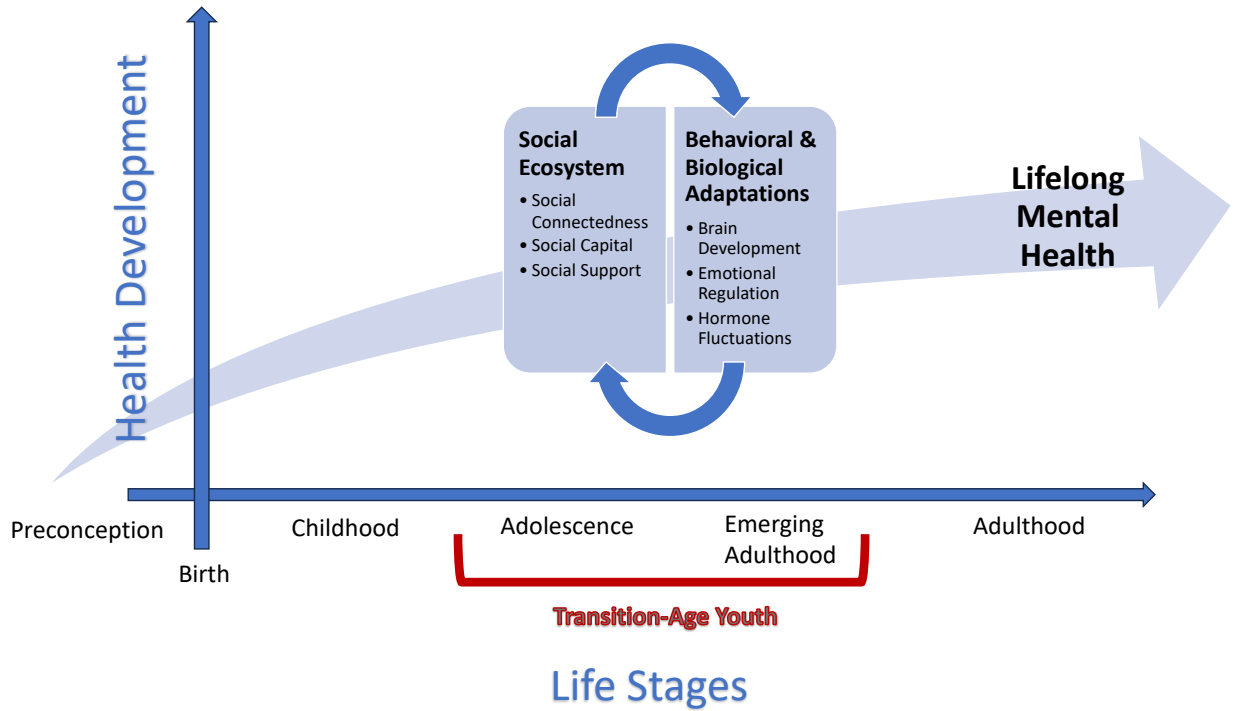 Health Development
Social
Ecosystem
• Social
Connectedness
• Social Capital
• Social Support
Behavioral &
Biological
Adaptations
• Brain
Development
• Emotional
Regulation
• Hormone
Fluctuations
Lifelong
Mental
Health
Preconception
Birth
Childhood
Adolescence
Emerging
Adulthood
Adulthood
Transition-Age Youth
Life Stages